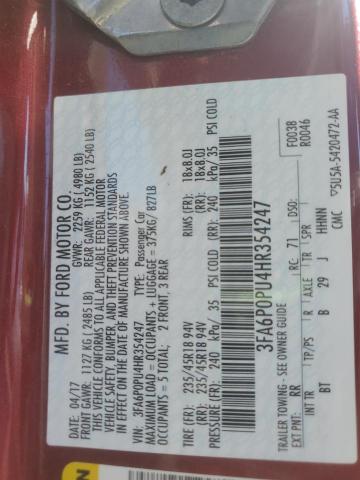 MFD. BY FORD MOTOR CO.
04/17 GVWR: 2259 KG ( 4980 LB)
FRONT GAWR: 1127 KG ( 2485 LB) REAR GAWR: 1152 KG ( 2540 LB)
THIS VEHICLE CONFORMS TO ALL APPLICABLE FEDERAL MOTOR
VEHICLE SAFETY, BUMPER, AND THEFT PREVENTION STANDARDS
IN EFFECT ON THE DATE OF MANUFACTURE SHOWN ABOVE.
VIN: 3FA6P0PU4HR354247 TYPE: Passenger Car
MAXIMUM LOAD = OCCUPANTS + LUGGAGE = 375KG/ 827LB
OCCUPANTS = 5 TOTAL: 2 FRONT, 3 REAR
TIRE (FR): 235/45R18 94V RIMS (FR): 18x8.0J
(RR): 235/45R18 94V (RR): 18x8.0J
PRESSURE (FR): 240 kPa/ 35 PSI COLD (RR): 240 kPa/ 35 PSI COLD
3FA6P0PU4HR354247
TRAILER TOWING - SEE OWNER GUIDE
EXT PNT: RR RC: 71 DSO: F0038
RR R0046
INT TR TP/PS R AXLE TR SPR
BT B 29 J HHNN
CMC ▽5U5A-5420472-AA